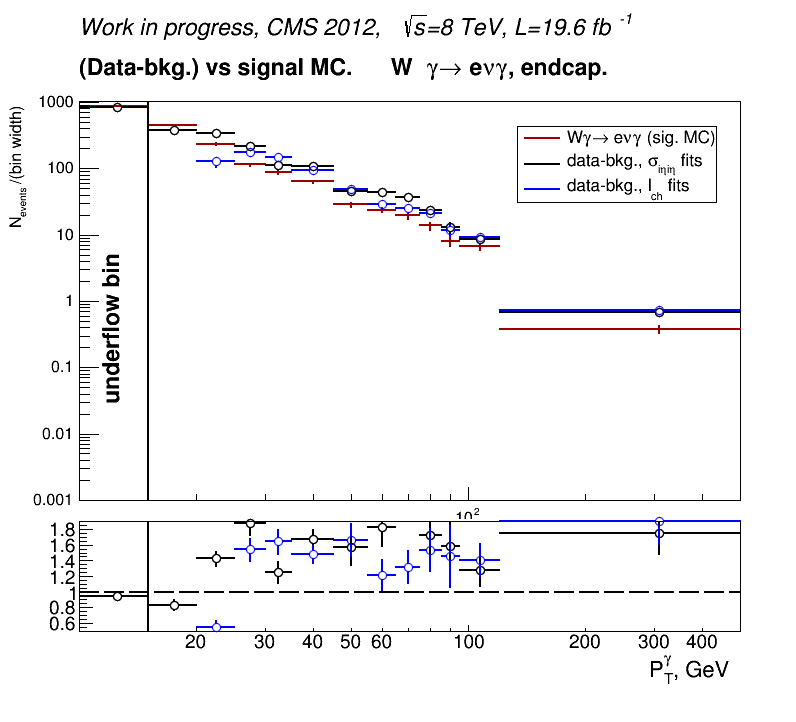 Work in progress, CMS 2012, √s=8 TeV, L=19.6 fb -1
(Data-bkg.) vs signal MC. W γ→ eνγ, endcap.
N events /(bin width)
1000
100
10
1
0.1
0.01
0.001
underflow bin
Wγ→ eνγ (sig. MC)
data-bkg., σ iηiη fits
data-bkg., I ch fits
10²
1.8
1.6
1.4
1.2
1
0.8
0.6
20 30 40 50 60 100 200 300 400
P T γ, GeV